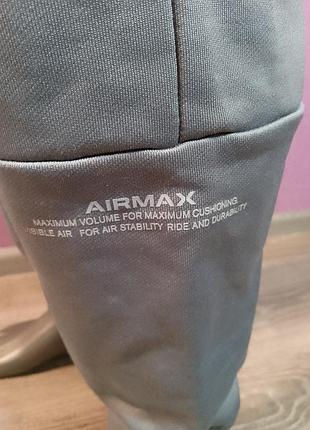 AIRMAX
MAXIMUM VOLUME FOR MAXIMUM CUSHIONING
AIR FOR AIR STABILITY RIDE AND DURABILITY